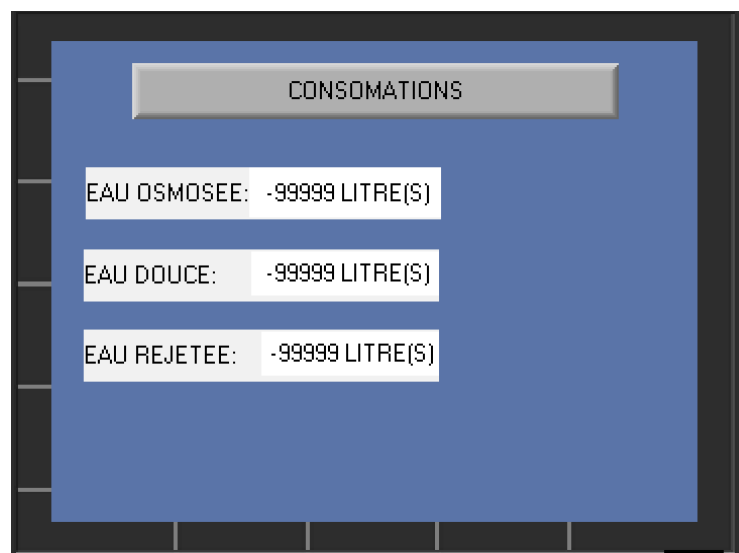 CONSOMATIONS
EAU OSMOSEE: -99999 LITRE(S)
EAU DOUCE: -99999 LITRE(S)
EAU REJETEE: -99999 LITRE(S)